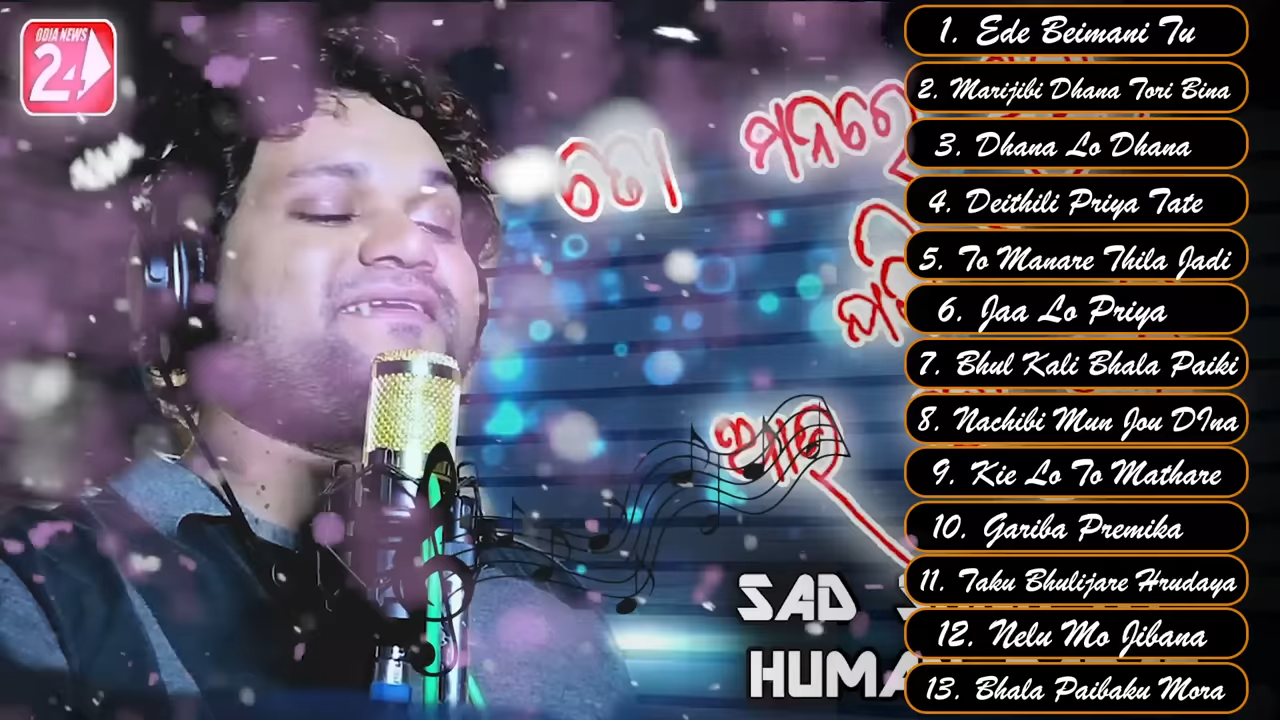 ODIA NEWS
24
ତୋ ମନରେ
ଆଜି
SAD
HUMA
1. Ede Beimani Tu
2. Marijibi Dhana Tori Bina
3. Dhana Lo Dhana
4. Deithili Priya Tate
5. To Manare Thila Jadi
6. Jaa Lo Priya
7. Bhul Kali Bhala Paiki
8. Nachibi Mun Jou DIna
9. Kie Lo To Mathare
10. Gariba Premika
11. Taku Bhulijare Hrudaya
12. Nelu Mo Jibana
13. Bhala Paibaku Mora